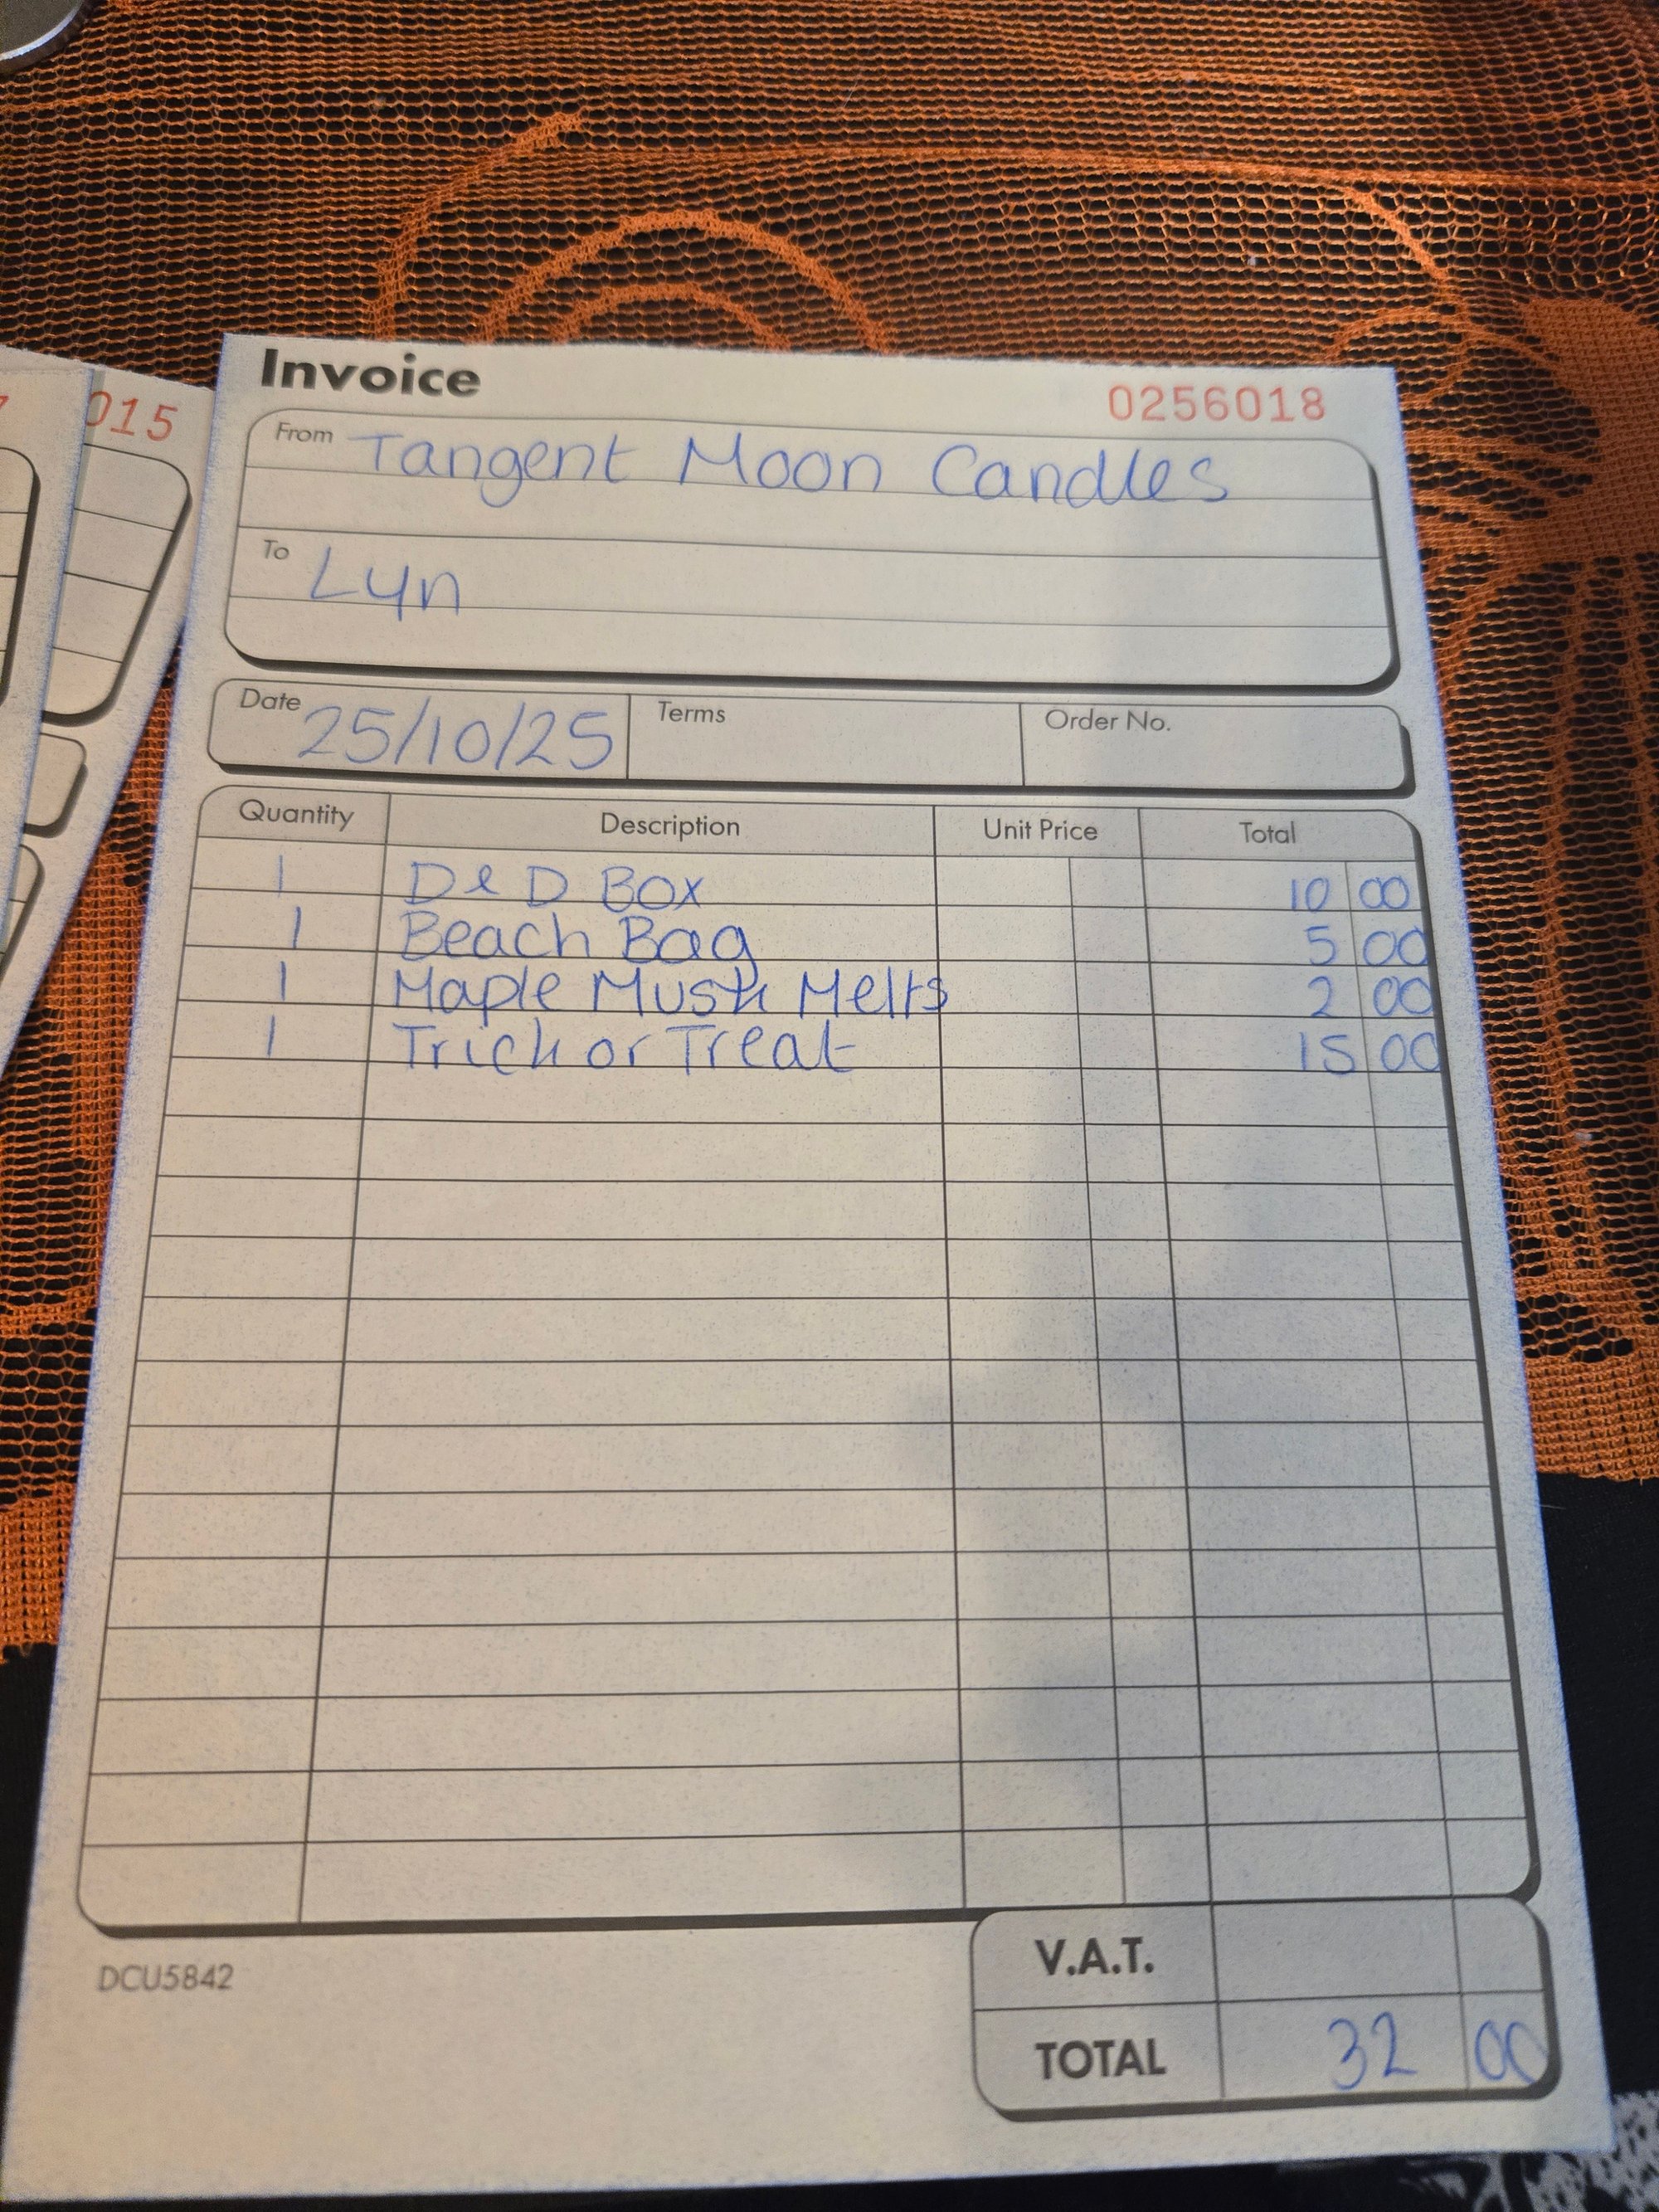 015
Invoice
0256018
From Tangent Moon Candles
To Lyn
Date 25/10/25 Terms Order No.
Quantity Description Unit Price Total
1 D & D Box 10 00
1 Beach Bag 5 00
1 Maple Musk Melts 2 00
1 Trick or Treat 15 00
V.A.T.
DCU5842
TOTAL 32 00